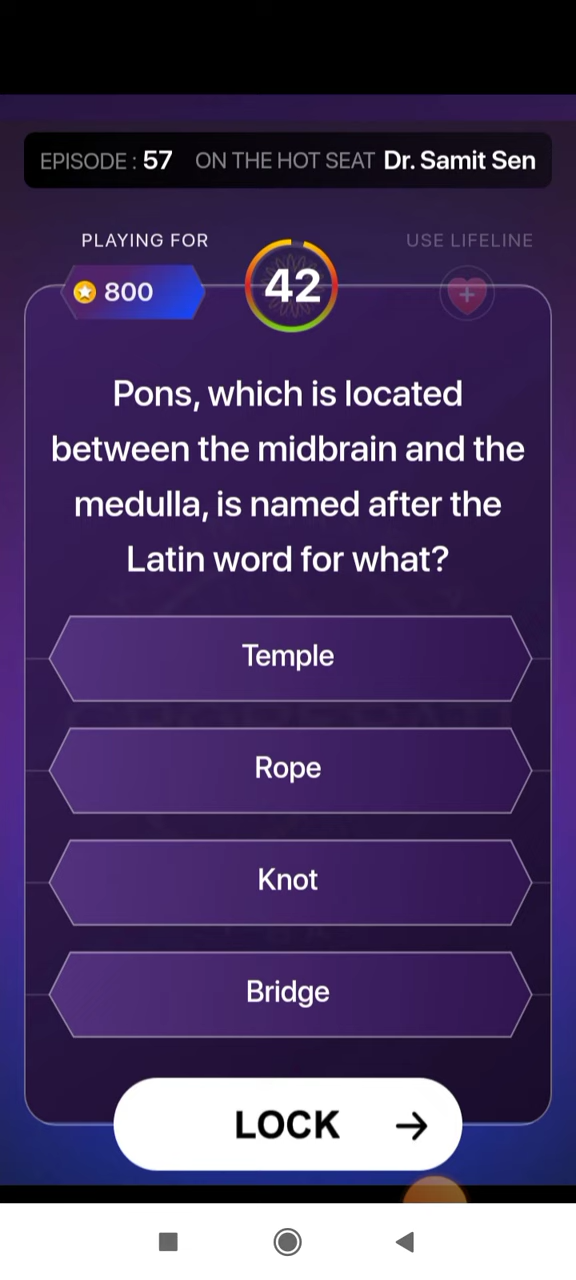 EPISODE : 57 ON THE HOT SEAT Dr. Samit Sen
PLAYING FOR
USE LIFELINE
800
42
Pons, which is located
between the midbrain and the
medulla, is named after the
Latin word for what?
Temple
Rope
Knot
Bridge
LOCK